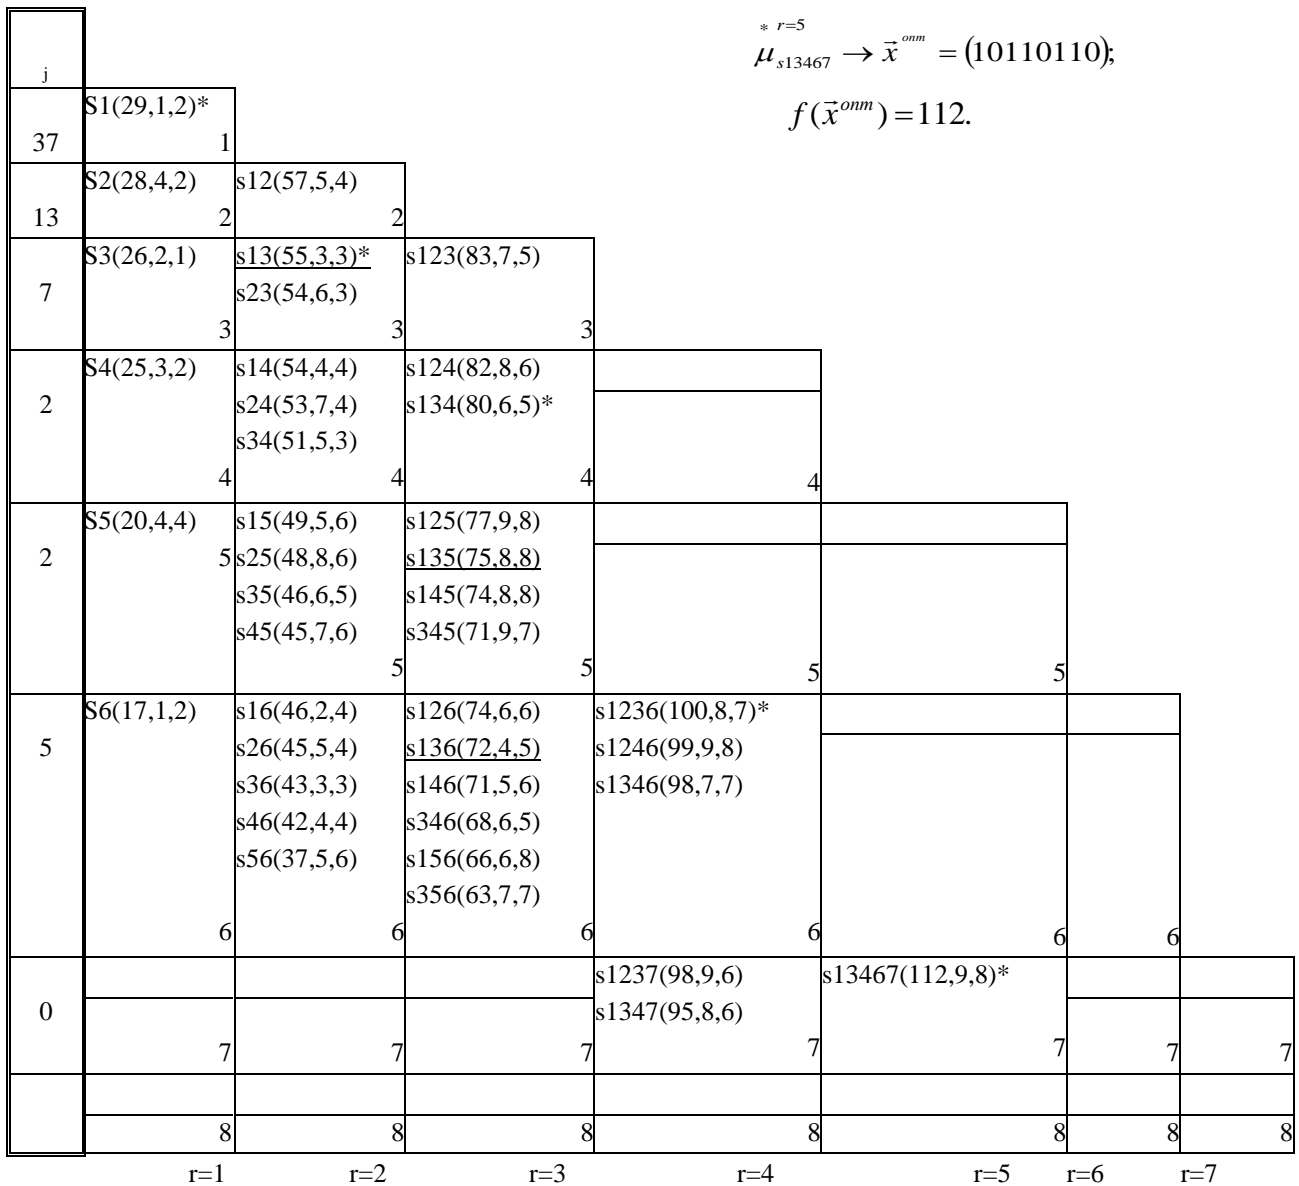 * r=5
μ s13467 → x⃗ onm = (10110110);
f(x⃗ onm) = 112.
j
S1(29,1,2)*
37 1
S2(28,4,2) s12(57,5,4)
13 2 2
S3(26,2,1) s13(55,3,3)* s123(83,7,5)
7 s23(54,6,3)
3 3 3
S4(25,3,2) s14(54,4,4) s124(82,8,6)
2 s24(53,7,4) s134(80,6,5)*
s34(51,5,3)
4 4 4 4
S5(20,4,4) s15(49,5,6) s125(77,9,8)
2 5 s25(48,8,6) s135(75,8,8)
s35(46,6,5) s145(74,8,8)
s45(45,7,6) s345(71,9,7)
5 5 5 5
S6(17,1,2) s16(46,2,4) s126(74,6,6) s1236(100,8,7)*
5 s26(45,5,4) s136(72,4,5) s1246(99,9,8)
s36(43,3,3) s146(71,5,6) s1346(98,7,7)
s46(42,4,4) s346(68,6,5)
s56(37,5,6) s156(66,6,8)
s356(63,7,7)
6 6 6 6 6 6
s1237(98,9,6) s13467(112,9,8)*
0 s1347(95,8,6)
7 7 7 7 7 7 7
8 8 8 8 8 8 8
r=1 r=2 r=3 r=4 r=5 r=6 r=7